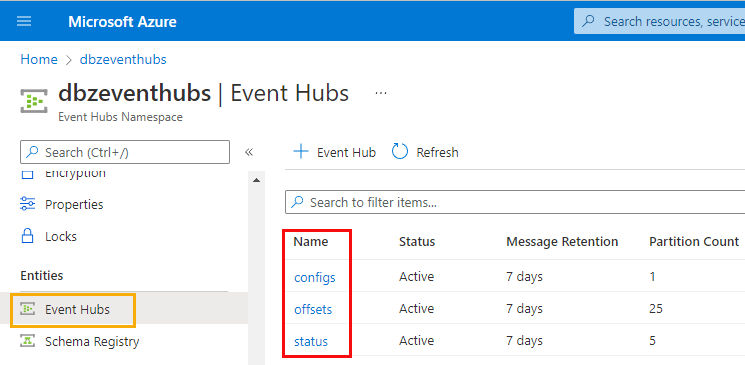 Microsoft Azure
Search resources, service
Home > dbzeventhubs
dbzeventhubs | Event Hubs ...
Event Hubs Namespace
Search (Ctrl+/) «
+ Event Hub Refresh
Encryption
Properties
Locks
Entities
Event Hubs
Schema Registry
Search to filter items...
Name Status Message Retention Partition Count
configs Active 7 days 1
offsets Active 7 days 25
status Active 7 days 5